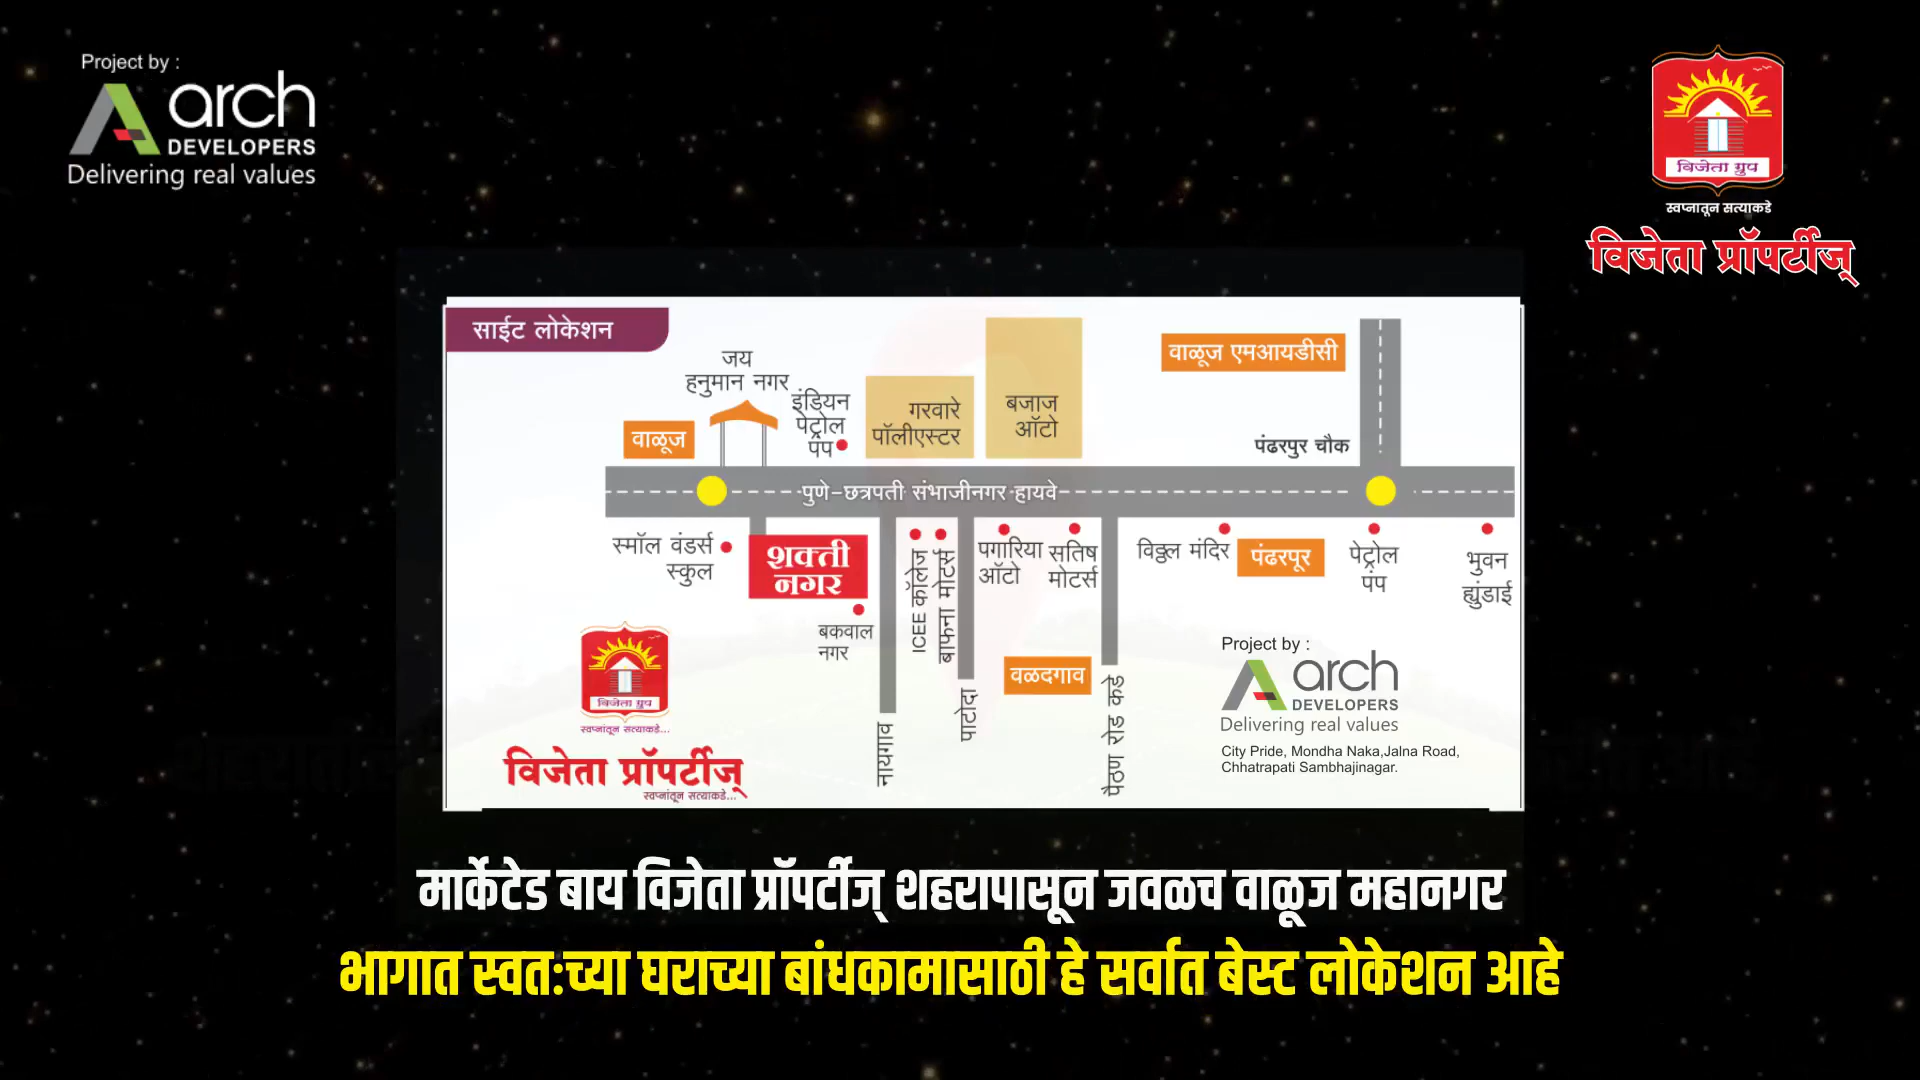 Project by :
arch
DEVELOPERS
Delivering real values
विजेता ग्रुप
स्वप्नातून सत्याकडे
विजेता प्रॉपर्टीज्
साईट लोकेशन
जय
हनुमान नगर
इंडियन
पेट्रोल
पंप
गरवारे
पॉलीएस्टर
बजाज
ऑटो
वाळूज एमआयडीसी
वाळूज
पंढरपुर चौक
पुणे-छत्रपती संभाजीनगर हायवे
स्मॉल वंडर्स
स्कुल
शक्ती
नगर
बकवाल
नगर
ICEE कॉलेज
बाफना मोटर्स
पगारिया
ऑटो
सतिष
मोटर्स
विठ्ठल मंदिर
पंढरपूर
पेट्रोल
पंप
भुवन
ह्युंडाई
नायगाव
पाटोदा
वळदगाव
पैठण रोड कडे
विजेता ग्रुप
स्वप्नांतून सत्याकडे...
विजेता प्रॉपर्टीज्
स्वप्नांतून सत्याकडे...
Project by :
arch
DEVELOPERS
Delivering real values
City Pride, Mondha Naka,Jalna Road,
Chhatrapati Sambhajinagar.
मार्केटेड बाय विजेता प्रॉपर्टीज् शहरापासून जवळच वाळूज महानगर
भागात स्वत:च्या घराच्या बांधकामासाठी हे सर्वात बेस्ट लोकेशन आहे